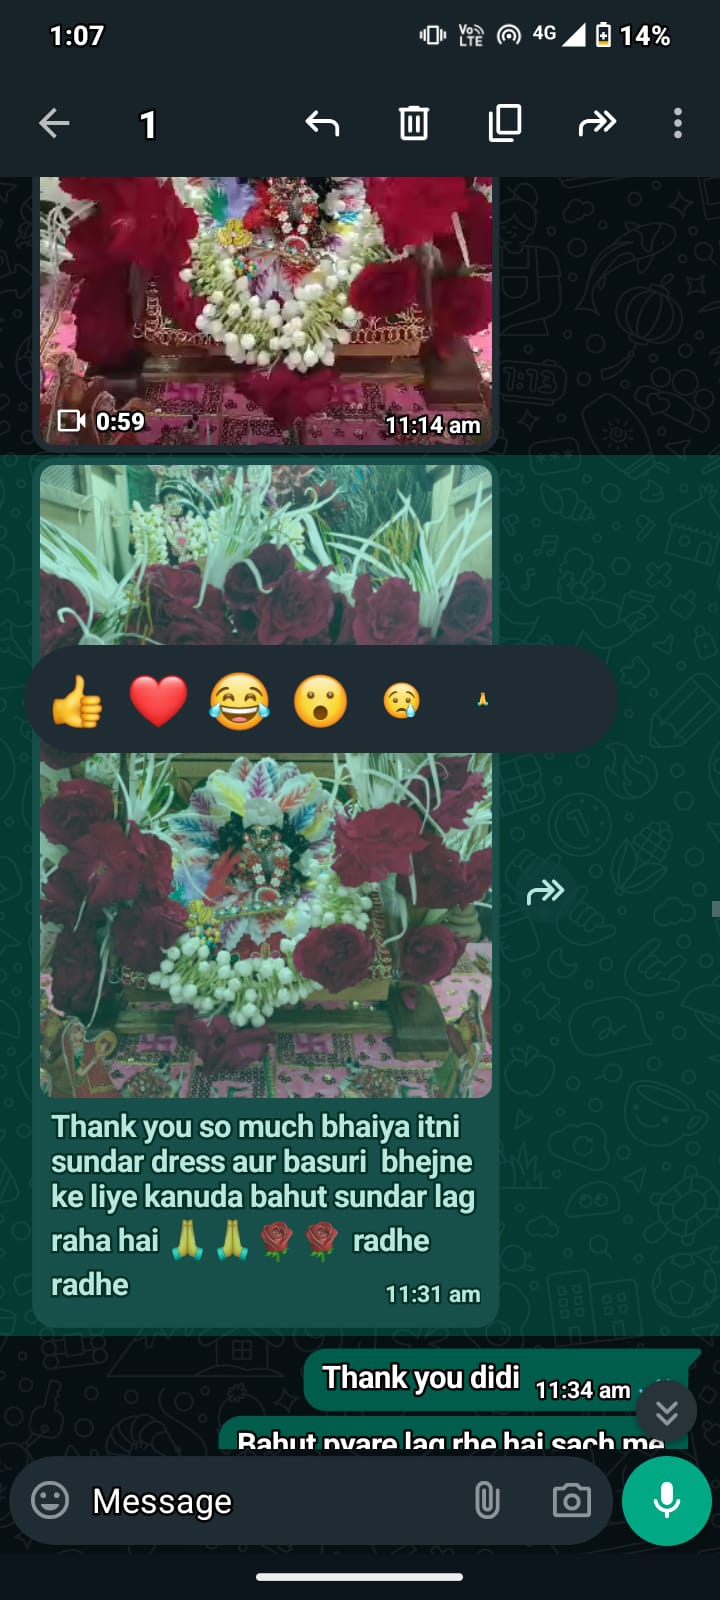 1:07
Vo LTE 4G 14%
1
0:59
11:14 am
Thank you so much bhaiya itni
sundar dress aur basuri bhejne
ke liye kanuda bahut sundar lag
raha hai 🙏🙏🌹🌹 radhe
radhe
11:31 am
Thank you didi
11:34 am
Bahut pyare lag rhe hai sach me
Message